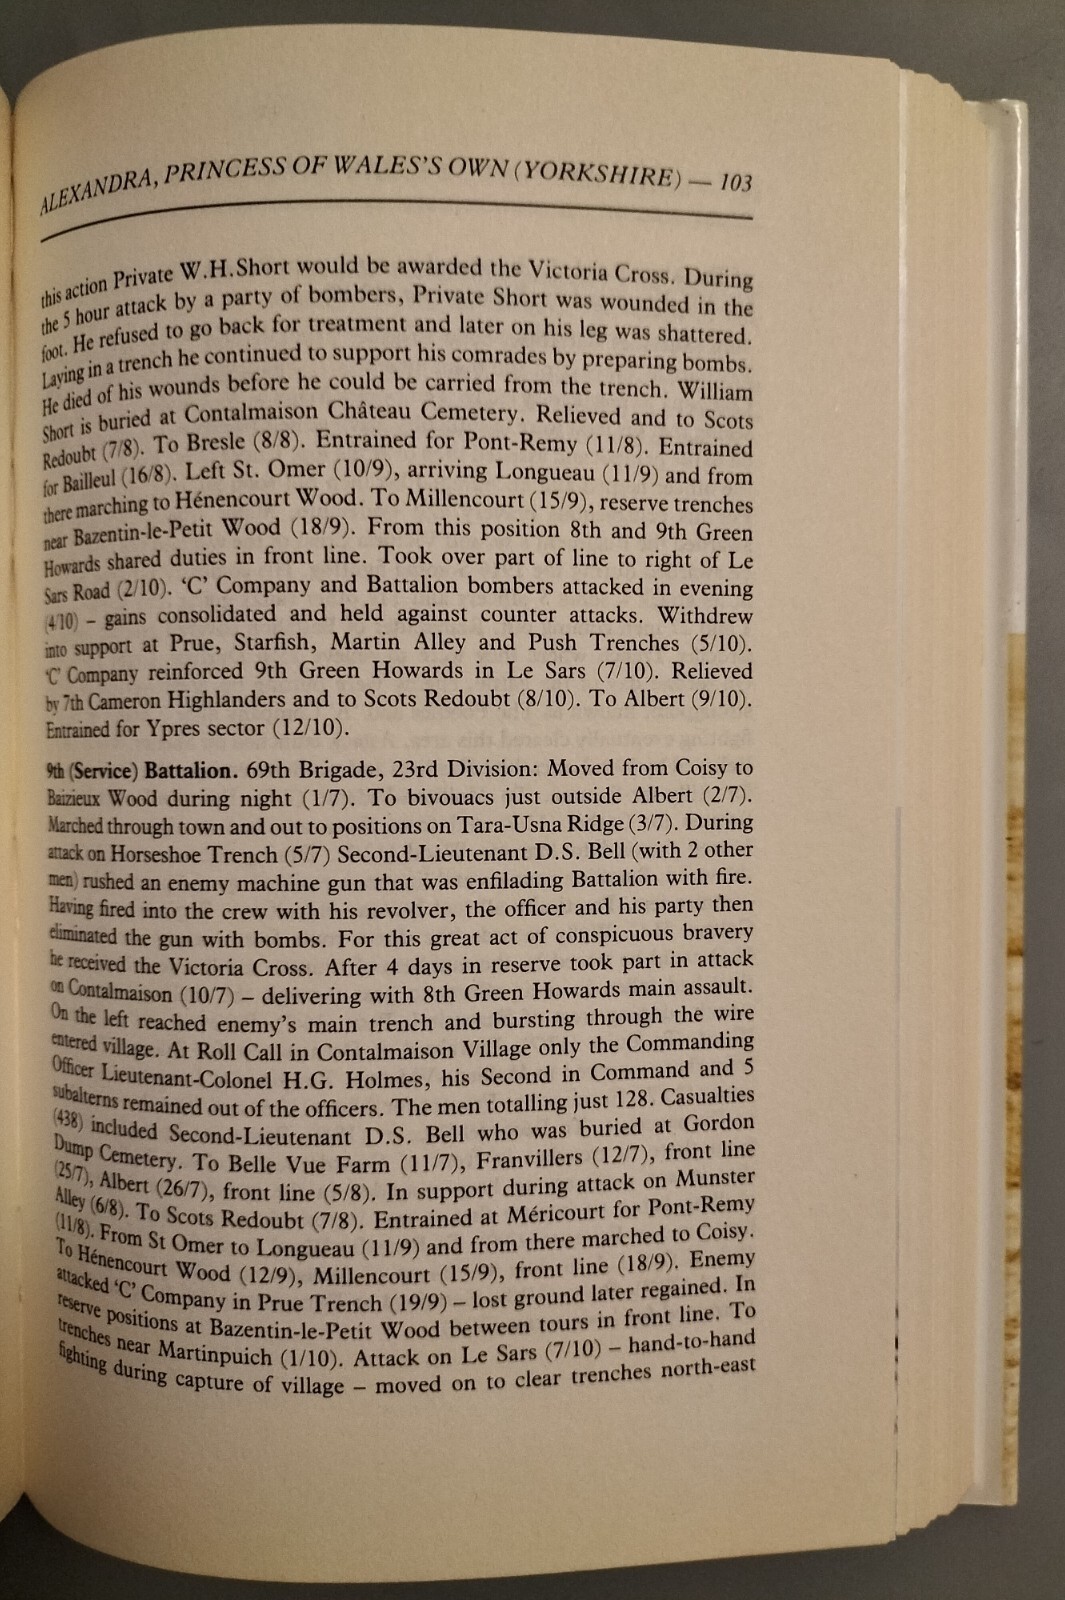 ALEXANDRA, PRINCESS OF WALES'S OWN (YORKSHIRE) — 103
this action Private W.H.Short would be awarded the Victoria Cross. During
the 5 hour attack by a party of bombers, Private Short was wounded in the
foot. He refused to go back for treatment and later on his leg was shattered.
Laying in a trench he continued to support his comrades by preparing bombs.
He died of his wounds before he could be carried from the trench. William
Short is buried at Contalmaison Château Cemetery. Relieved and to Scots
Redoubt (7/8). To Bresle (8/8). Entrained for Pont-Remy (11/8). Entrained
for Bailleul (16/8). Left St. Omer (10/9), arriving Longueau (11/9) and from
there marching to Hénencourt Wood. To Millencourt (15/9), reserve trenches
near Bazentin-le-Petit Wood (18/9). From this position 8th and 9th Green
Howards shared duties in front line. Took over part of line to right of Le
Sars Road (2/10). 'C' Company and Battalion bombers attacked in evening
(4/10) – gains consolidated and held against counter attacks. Withdrew
into support at Prue, Starfish, Martin Alley and Push Trenches (5/10).
'C' Company reinforced 9th Green Howards in Le Sars (7/10). Relieved
by 7th Cameron Highlanders and to Scots Redoubt (8/10). To Albert (9/10).
Entrained for Ypres sector (12/10).
9th (Service) Battalion. 69th Brigade, 23rd Division: Moved from Coisy to
Baizieux Wood during night (1/7). To bivouacs just outside Albert (2/7).
Marched through town and out to positions on Tara-Usna Ridge (3/7). During
attack on Horseshoe Trench (5/7) Second-Lieutenant D.S. Bell (with 2 other
men) rushed an enemy machine gun that was enfilading Battalion with fire.
Having fired into the crew with his revolver, the officer and his party then
eliminated the gun with bombs. For this great act of conspicuous bravery
he received the Victoria Cross. After 4 days in reserve took part in attack
on Contalmaison (10/7) – delivering with 8th Green Howards main assault.
On the left reached enemy's main trench and bursting through the wire
entered village. At Roll Call in Contalmaison Village only the Commanding
Officer Lieutenant-Colonel H.G. Holmes, his Second in Command and 5
subalterns remained out of the officers. The men totalling just 128. Casualties
(438) included Second-Lieutenant D.S. Bell who was buried at Gordon
Dump Cemetery. To Belle Vue Farm (11/7), Franvillers (12/7), front line
(25/7), Albert (26/7), front line (5/8). In support during attack on Munster
Alley (6/8). To Scots Redoubt (7/8). Entrained at Méricourt for Pont-Remy
(11/8). From St Omer to Longueau (11/9) and from there marched to Coisy.
To Hénencourt Wood (12/9), Millencourt (15/9), front line (18/9). Enemy
attacked 'C' Company in Prue Trench (19/9) – lost ground later regained. In
reserve positions at Bazentin-le-Petit Wood between tours in front line. To
trenches near Martinpuich (1/10). Attack on Le Sars (7/10) – hand-to-hand
fighting during capture of village – moved on to clear trenches north-east